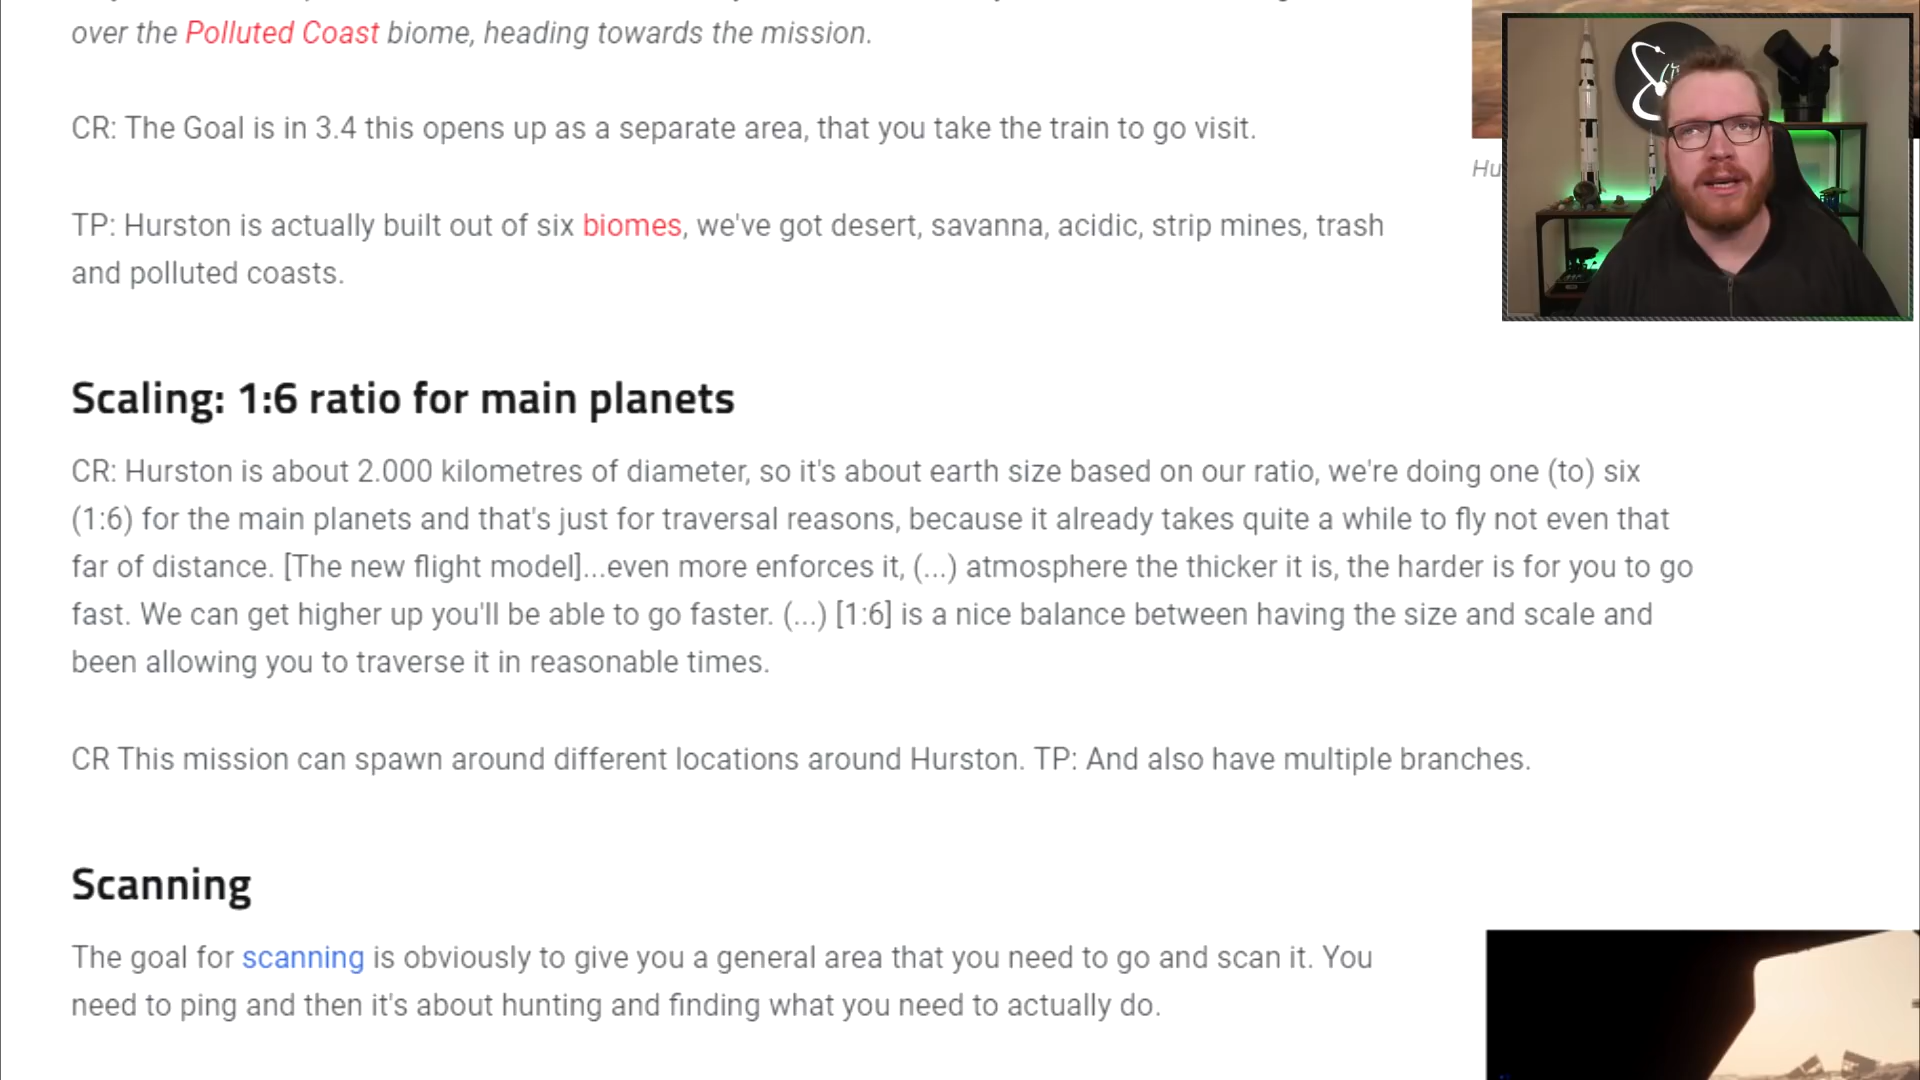 over the Polluted Coast biome, heading towards the mission.
CR: The Goal is in 3.4 this opens up as a separate area, that you take the train to go visit.
Hu
TP: Hurston is actually built out of six biomes, we've got desert, savanna, acidic, strip mines, trash
and polluted coasts.
Scaling: 1:6 ratio for main planets
CR: Hurston is about 2.000 kilometres of diameter, so it's about earth size based on our ratio, we're doing one (to) six
(1:6) for the main planets and that's just for traversal reasons, because it already takes quite a while to fly not even that
far of distance. [The new flight model]...even more enforces it, (...) atmosphere the thicker it is, the harder is for you to go
fast. We can get higher up you'll be able to go faster. (...) [1:6] is a nice balance between having the size and scale and
been allowing you to traverse it in reasonable times.
CR This mission can spawn around different locations around Hurston. TP: And also have multiple branches.
Scanning
The goal for scanning is obviously to give you a general area that you need to go and scan it. You
need to ping and then it's about hunting and finding what you need to actually do.